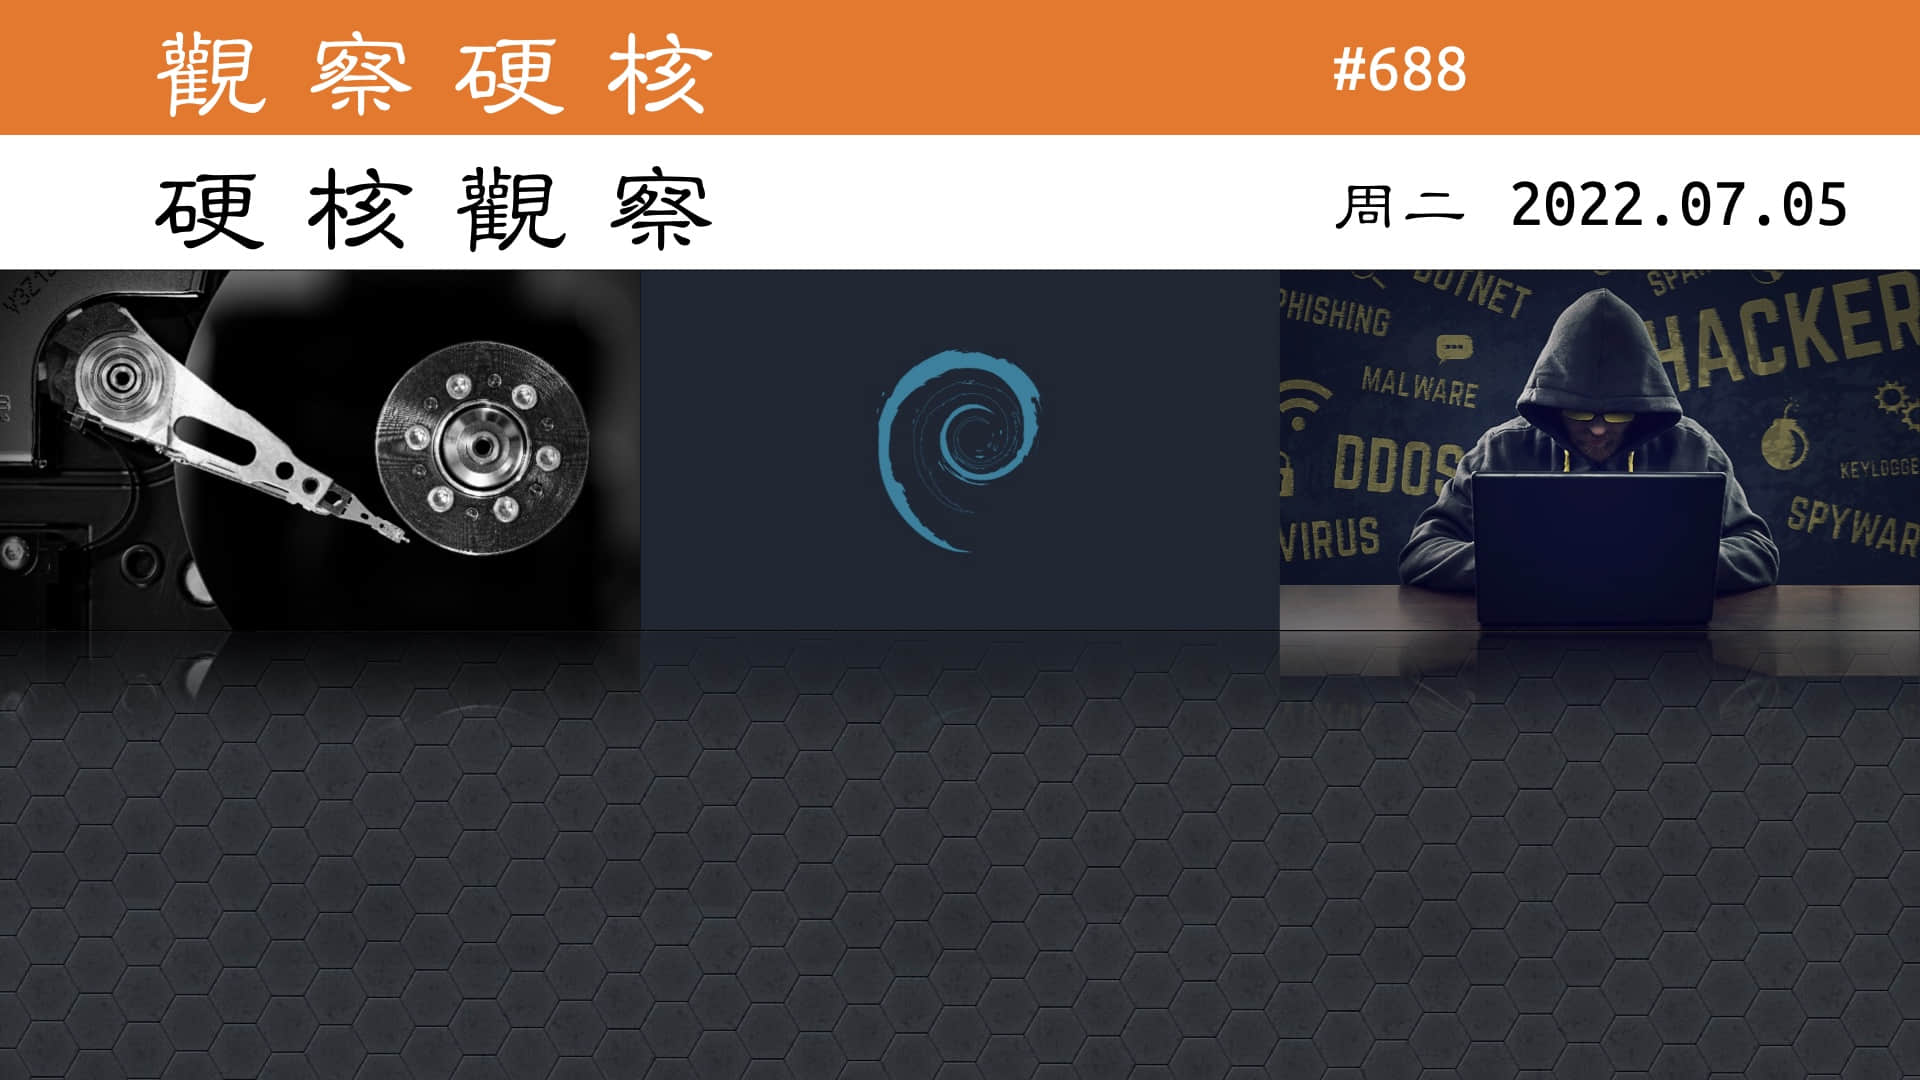 觀察硬核 #688
硬核觀察 周二 2022.07.05
PHISHING
DOTNET
HACKER
MALWARE
DDOS
KEYLOGGE
VIRUS
SPYWAR